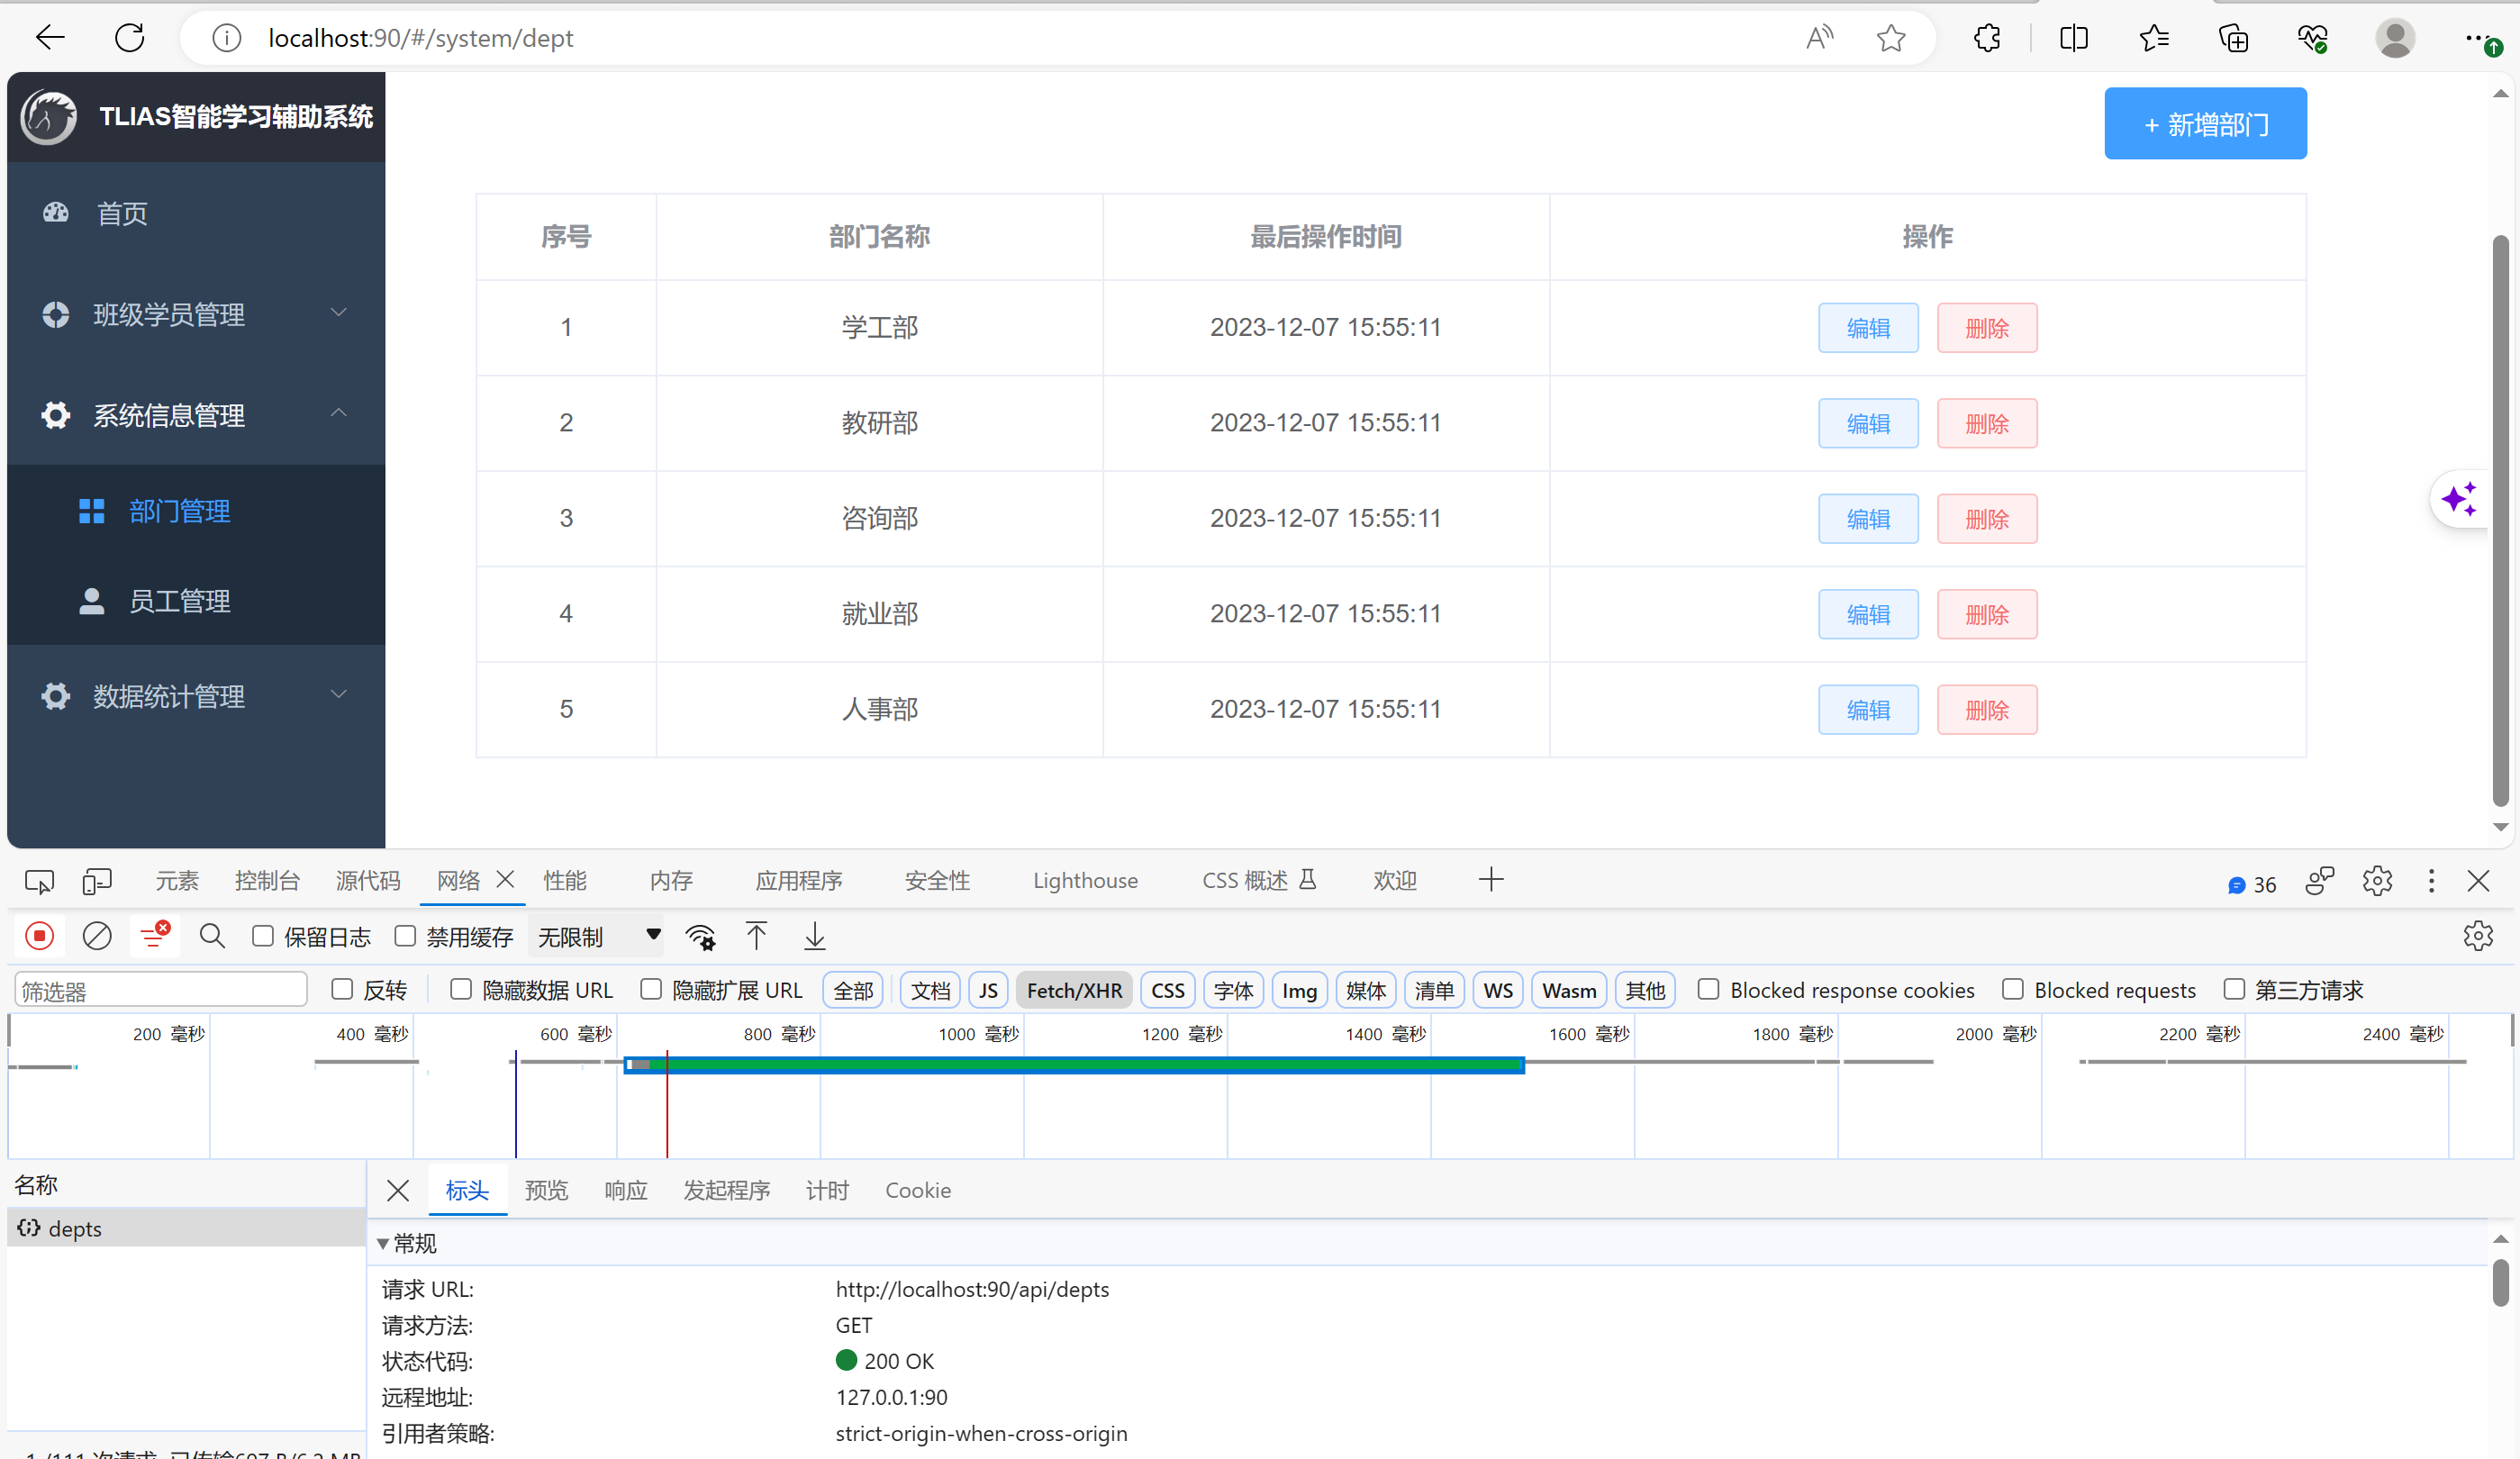 localhost:90/#/system/dept
TLIAS智能学习辅助系统
+ 新增部门
首页
班级学员管理
系统信息管理
部门管理
员工管理
数据统计管理
序号 部门名称 最后操作时间 操作
1 学工部 2023-12-07 15:55:11 编辑 删除
2 教研部 2023-12-07 15:55:11 编辑 删除
3 咨询部 2023-12-07 15:55:11 编辑 删除
4 就业部 2023-12-07 15:55:11 编辑 删除
5 人事部 2023-12-07 15:55:11 编辑 删除
元素 控制台 源代码 网络 性能 内存 应用程序 安全性 Lighthouse CSS 概述 欢迎 36
保留日志 禁用缓存 无限制
筛选器 反转 隐藏数据 URL 隐藏扩展 URL 全部 文档 JS Fetch/XHR CSS 字体 Img 媒体 清单 WS Wasm 其他 Blocked response cookies Blocked requests 第三方请求
200 毫秒 400 毫秒 600 毫秒 800 毫秒 1000 毫秒 1200 毫秒 1400 毫秒 1600 毫秒 1800 毫秒 2000 毫秒 2200 毫秒 2400 毫秒
名称
depts
标头 预览 响应 发起程序 计时 Cookie
常规
请求 URL: http://localhost:90/api/depts
请求方法: GET
状态代码: 200 OK
远程地址: 127.0.0.1:90
引用者策略: strict-origin-when-cross-origin